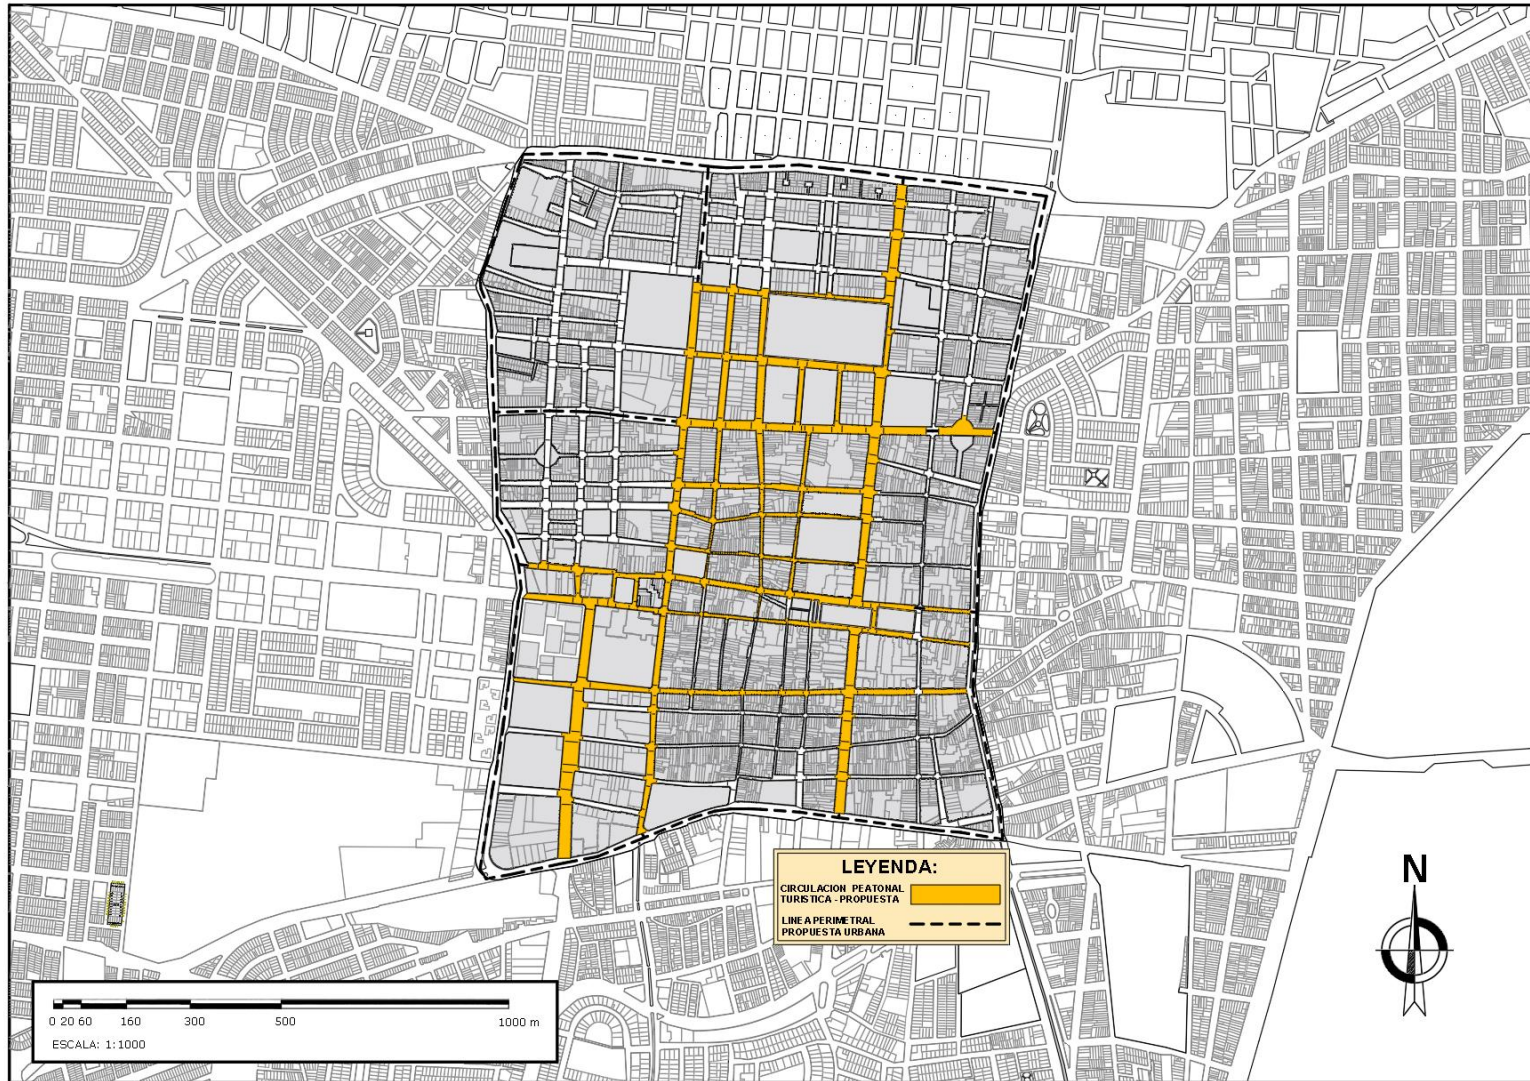 LEYENDA:
CIRCULACION PEATONAL
TURISTICA - PROPUESTA
LINEA PERIMETRAL
PROPUESTA URBANA
N
0 20 60 160 300 500 1000 m
ESCALA: 1:1000